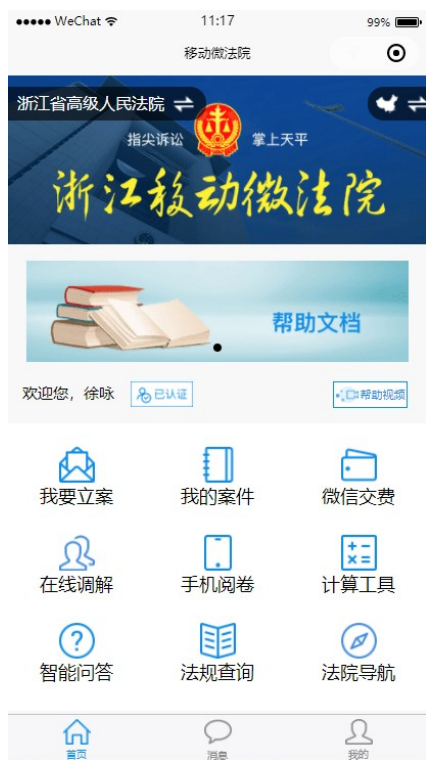 ●●●●● WeChat 11:17 99%
移动微法院
浙江省高级人民法院
指尖诉讼 掌上天平
浙江移动微法院
帮助文档
欢迎您，徐咏 已认证 帮助视频
我要立案 我的案件 微信交费
在线调解 手机阅卷 计算工具
智能问答 法规查询 法院导航
首页 消息 我的